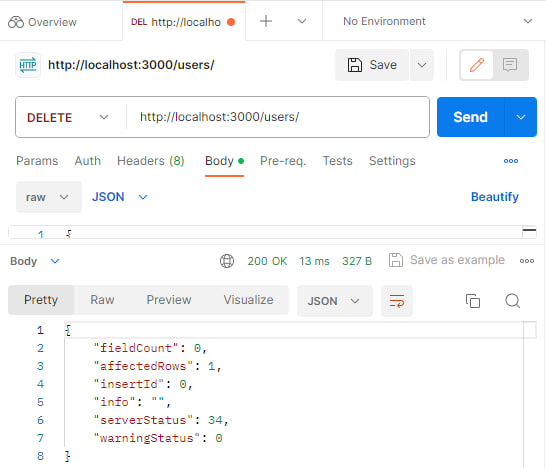 Overview DEL http://localho No Environment
HTTP http://localhost:3000/users/ Save
DELETE http://localhost:3000/users/ Send
Params Auth Headers (8) Body Pre-req. Tests Settings
raw JSON Beautify
1 {
Body 200 OK 13 ms 327 B Save as example
Pretty Raw Preview Visualize JSON
1 {
2 "fieldCount": 0,
3 "affectedRows": 1,
4 "insertId": 0,
5 "info": "",
6 "serverStatus": 34,
7 "warningStatus": 0
8 }